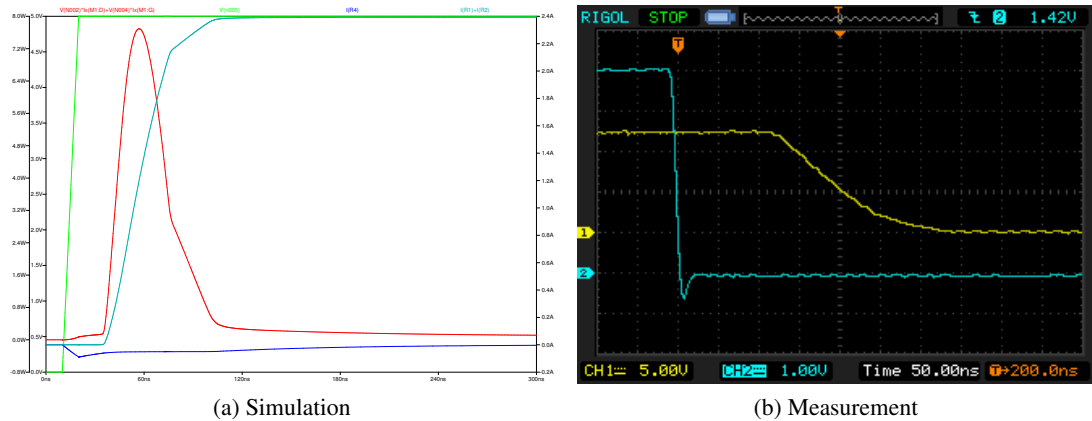 V(N002)*Ix(M1:D)+V(N004)*Ix(M1:G) V(n005) I(R4) I(R1)+I(R2)
8.0W 5.0V 2.4A
7.2W 4.5V 2.2A
6.4W 4.0V 2.0A
5.6W 3.5V 1.8A
4.8W 3.0V 1.6A
4.0W 2.5V 1.4A
3.2W 2.0V 1.2A
2.4W 1.5V 1.0A
1.6W 1.0V 0.8A
0.8W 0.5V 0.6A
0.0W 0.0V 0.4A
-0.8W 0.2A
0.0A
0.2A
0ns 60ns 120ns 180ns 240ns 300ns
(a) Simulation
RIGOL STOP T 2 1.42V
T
1
2
CH1 5.00V CH2 1.00V Time 50.00ns T→200.0ns
(b) Measurement